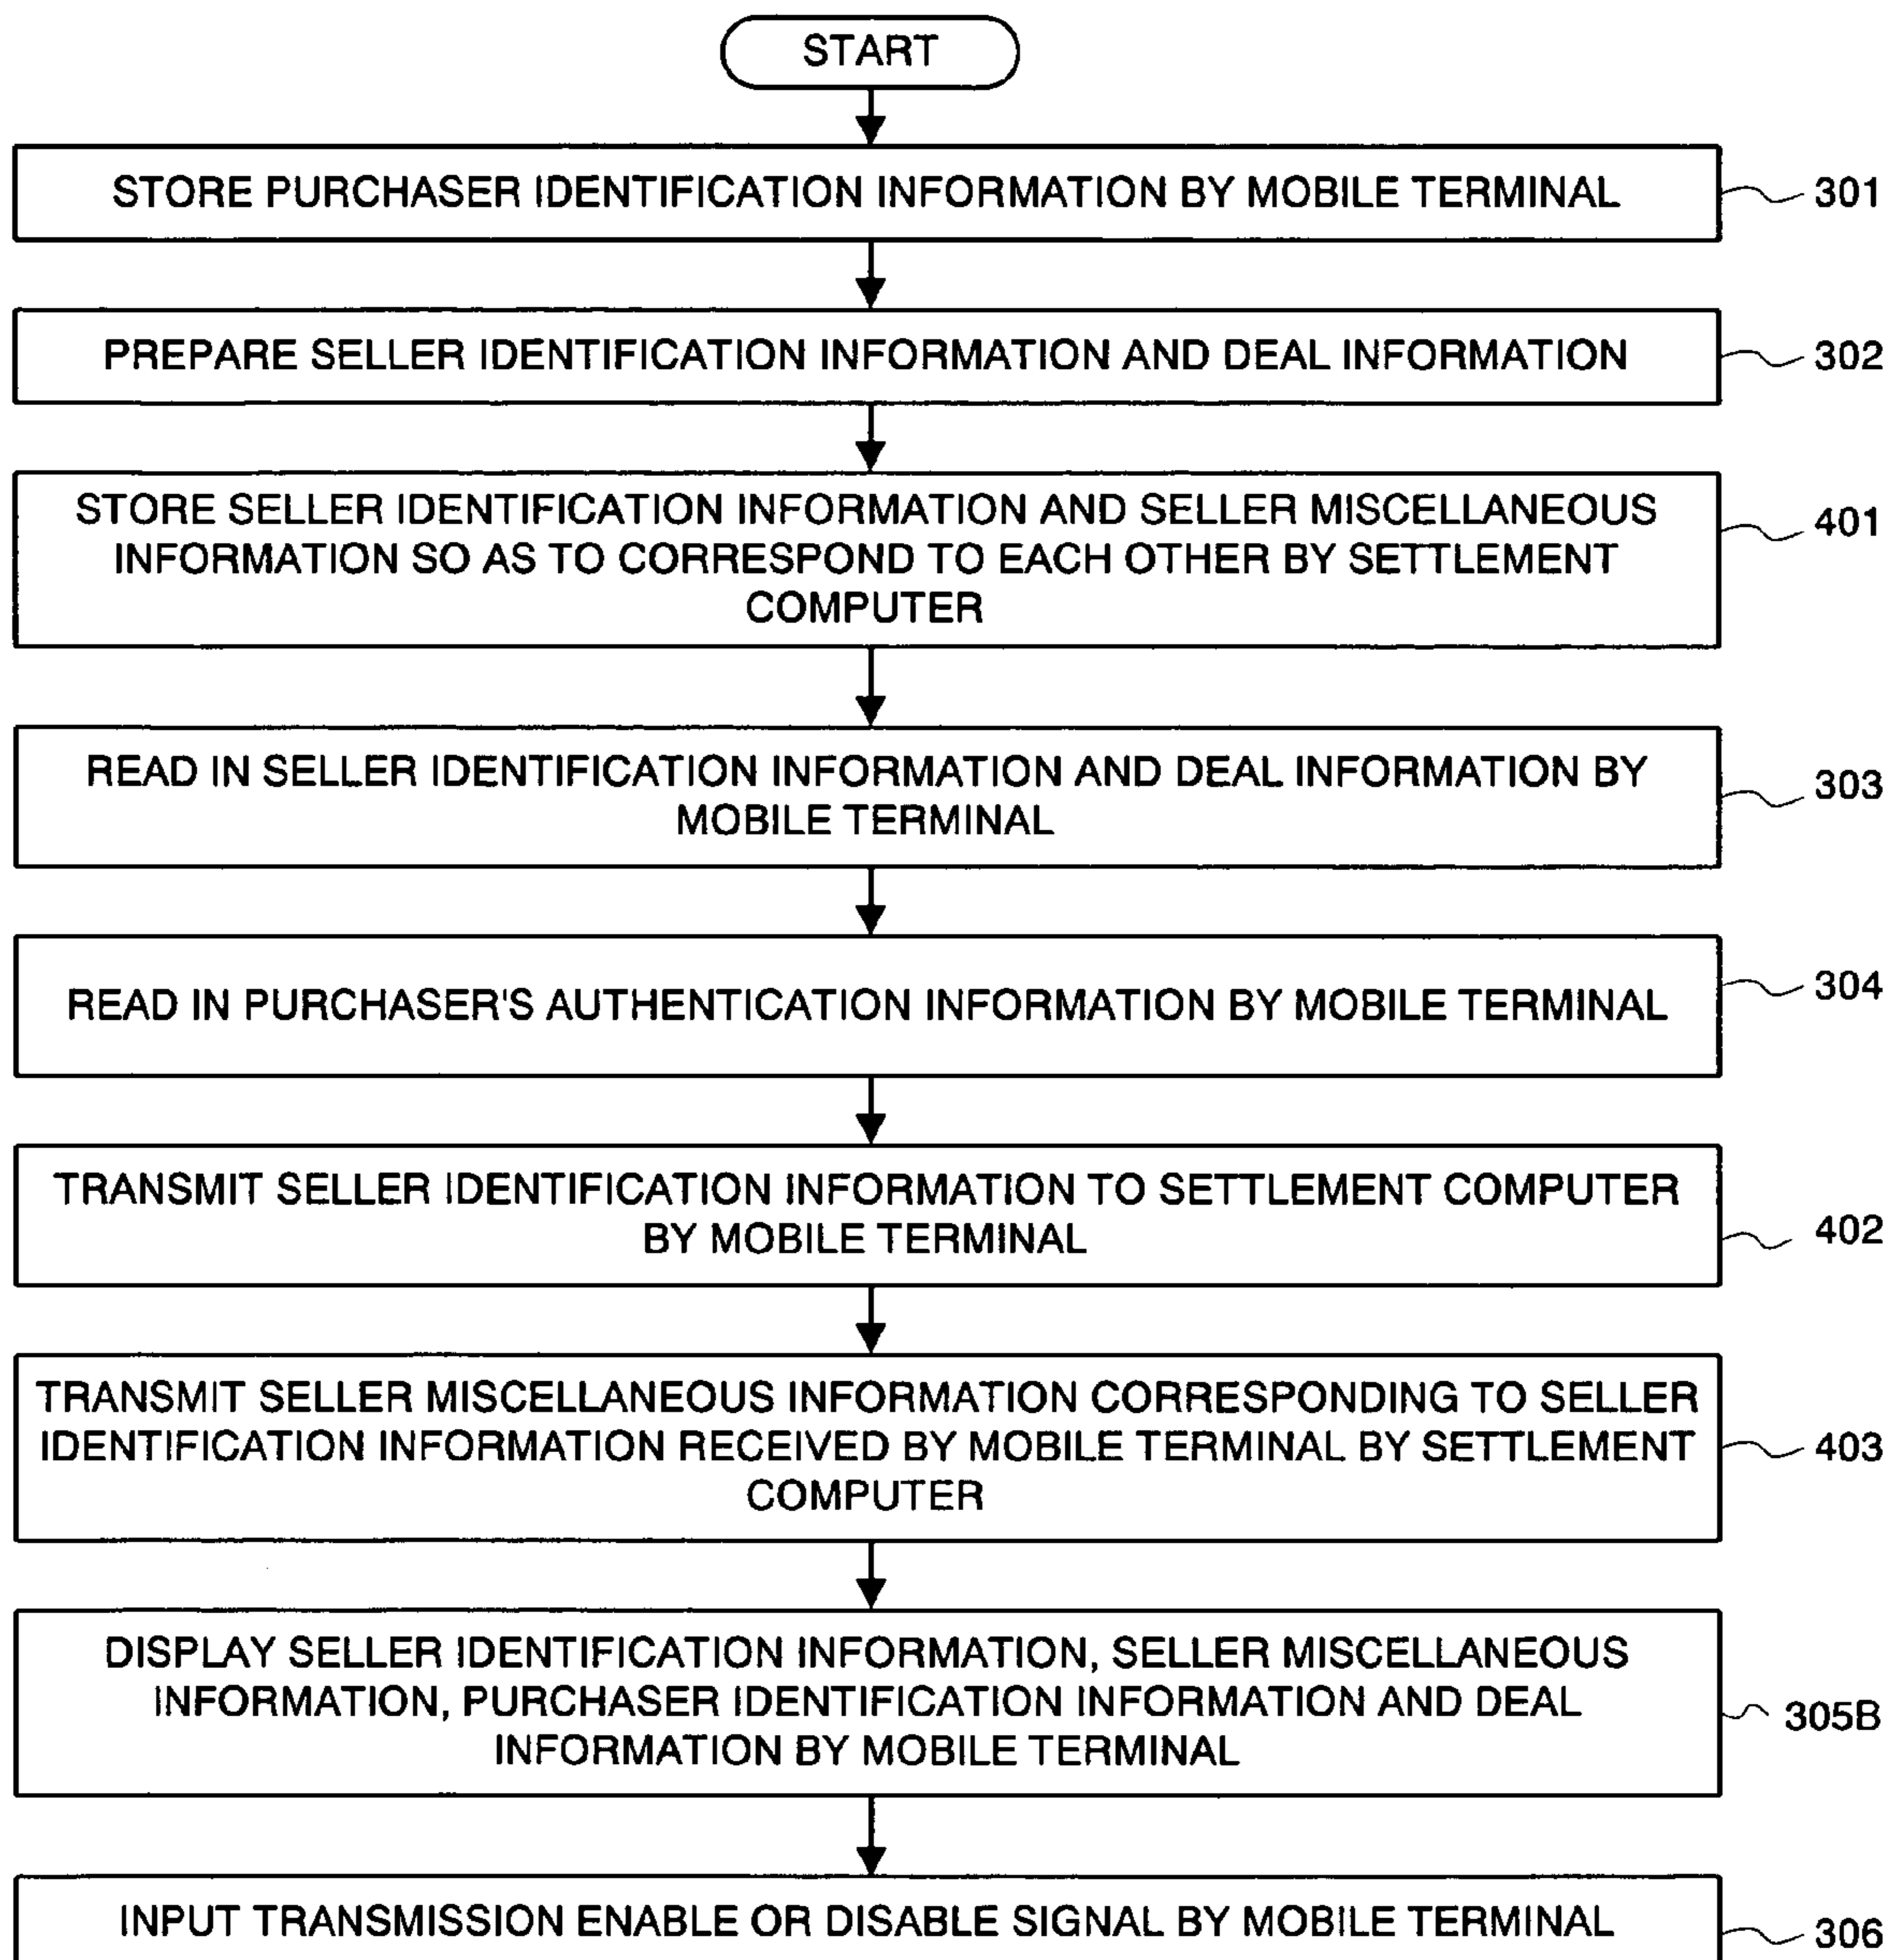 START
STORE PURCHASER IDENTIFICATION INFORMATION BY MOBILE TERMINAL
301
PREPARE SELLER IDENTIFICATION INFORMATION AND DEAL INFORMATION
302
STORE SELLER IDENTIFICATION INFORMATION AND SELLER MISCELLANEOUS
INFORMATION SO AS TO CORRESPOND TO EACH OTHER BY SETTLEMENT
COMPUTER
401
READ IN SELLER IDENTIFICATION INFORMATION AND DEAL INFORMATION BY
MOBILE TERMINAL
303
READ IN PURCHASER'S AUTHENTICATION INFORMATION BY MOBILE TERMINAL
304
TRANSMIT SELLER IDENTIFICATION INFORMATION TO SETTLEMENT COMPUTER
BY MOBILE TERMINAL
402
TRANSMIT SELLER MISCELLANEOUS INFORMATION CORRESPONDING TO SELLER
IDENTIFICATION INFORMATION RECEIVED BY MOBILE TERMINAL BY SETTLEMENT
COMPUTER
403
DISPLAY SELLER IDENTIFICATION INFORMATION, SELLER MISCELLANEOUS
INFORMATION, PURCHASER IDENTIFICATION INFORMATION AND DEAL
INFORMATION BY MOBILE TERMINAL
305B
INPUT TRANSMISSION ENABLE OR DISABLE SIGNAL BY MOBILE TERMINAL
306